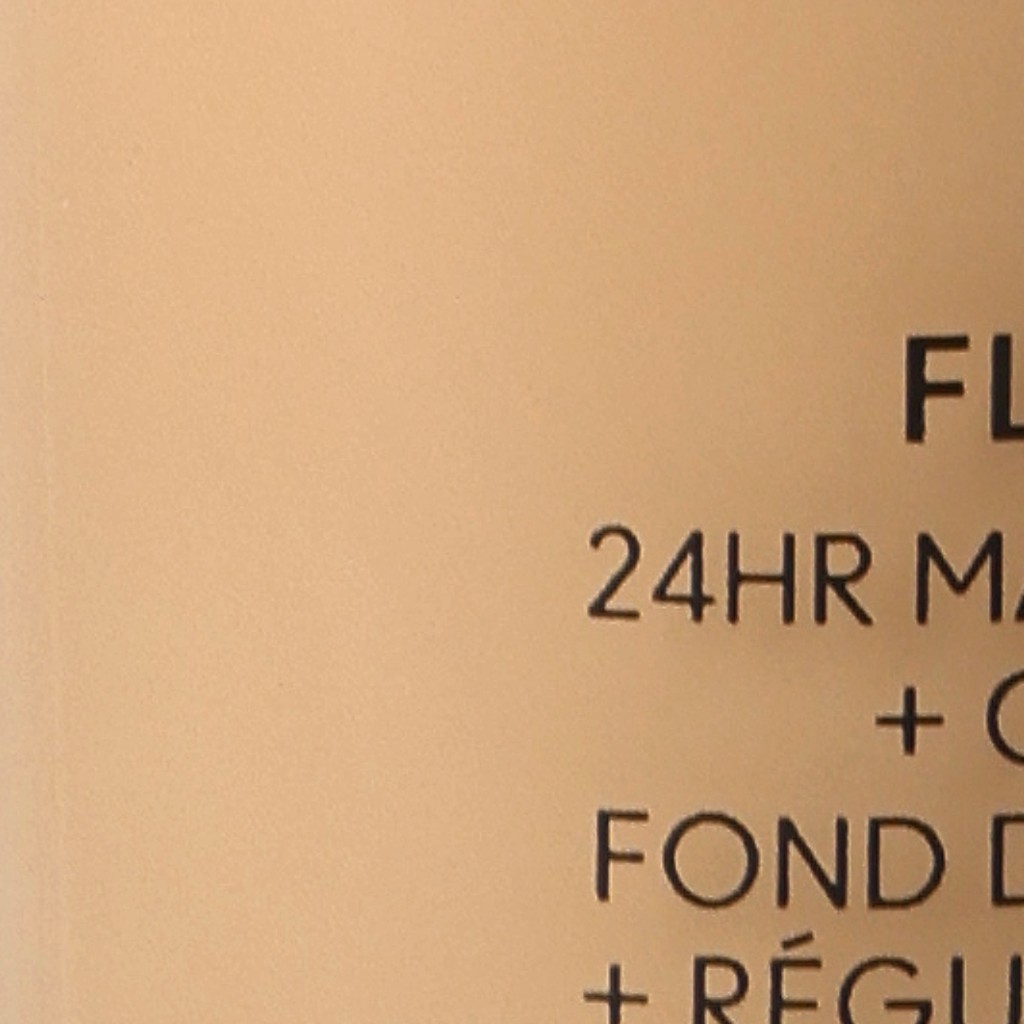 FL
24HR MA
+ C
FOND D
+ RÉGU